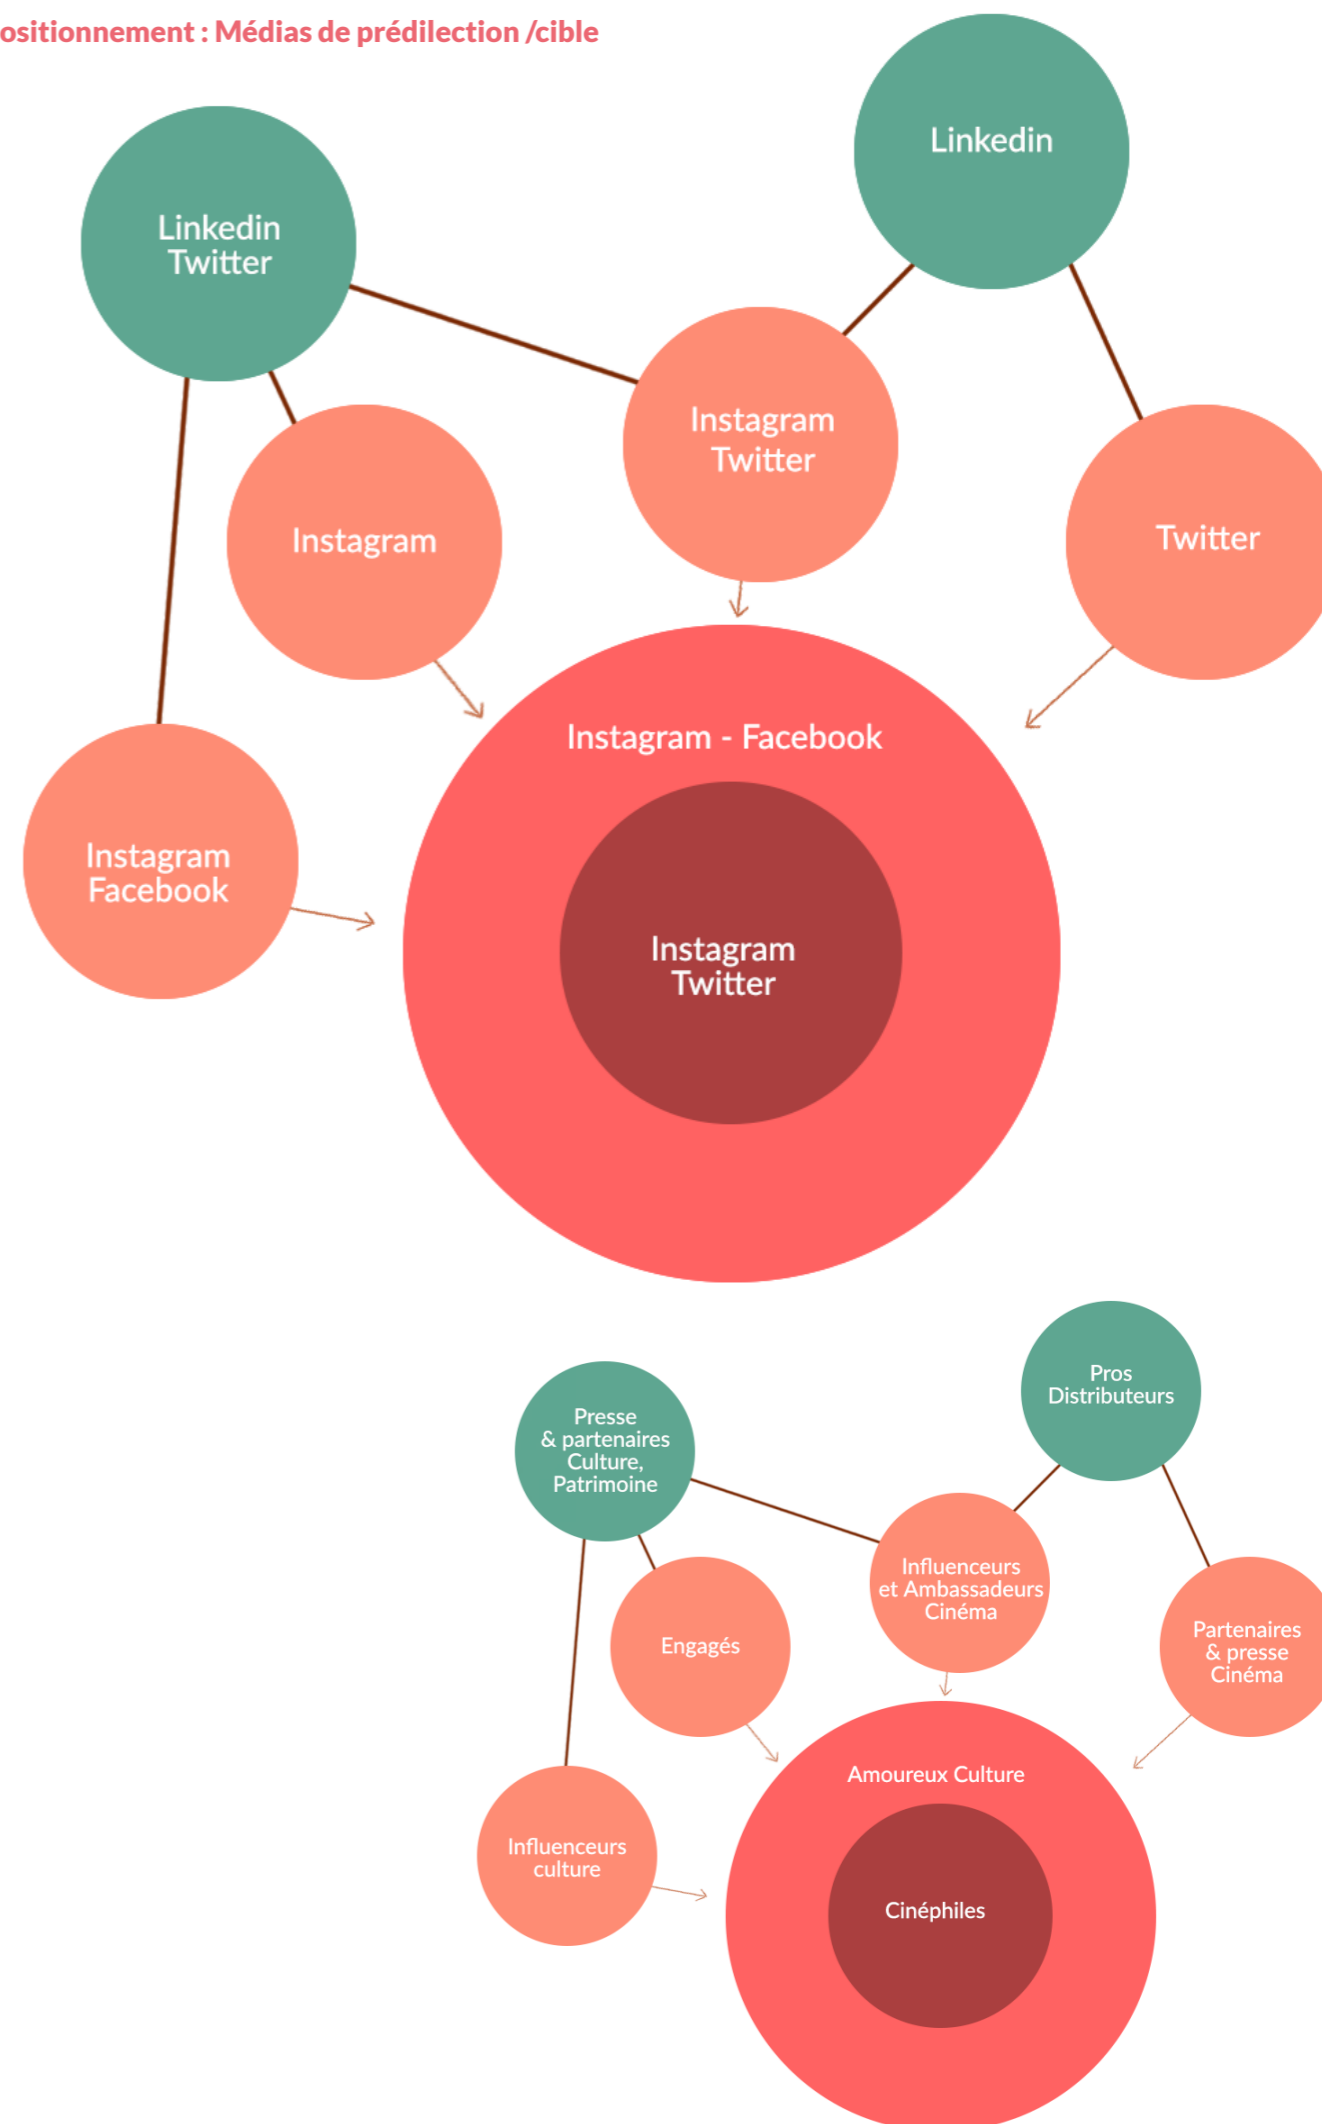 ositionnement : Médias de prédilection /cible
Linkedin
Linkedin
Twitter
Instagram
Twitter
Instagram
Twitter
Instagram - Facebook
Instagram
Facebook
Instagram
Twitter
Pros
Distributeurs
Presse
& partenaires
Culture,
Patrimoine
Influenceurs
et Ambassadeurs
Cinéma
Engagés
Partenaires
& presse
Cinéma
Amoureux Culture
Influenceurs
culture
Cinéphiles